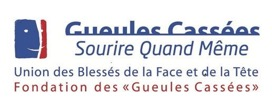 Gueules Cassées
Sourire Quand Même
Union des Blessés de la Face et de la Tête
Fondation des «Gueules Cassées»